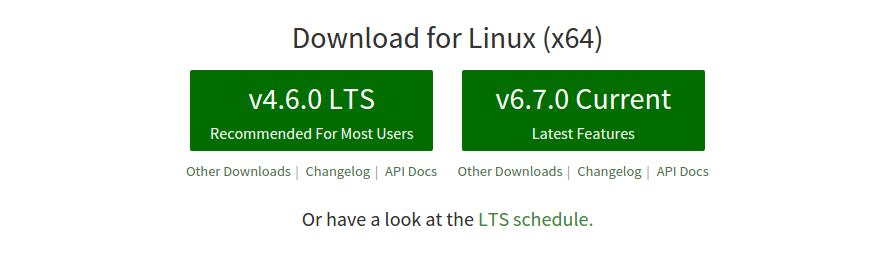 Download for Linux (x64)
v4.6.0 LTS
Recommended For Most Users
v6.7.0 Current
Latest Features
Other Downloads | Changelog | API Docs
Other Downloads | Changelog | API Docs
Or have a look at the LTS schedule.